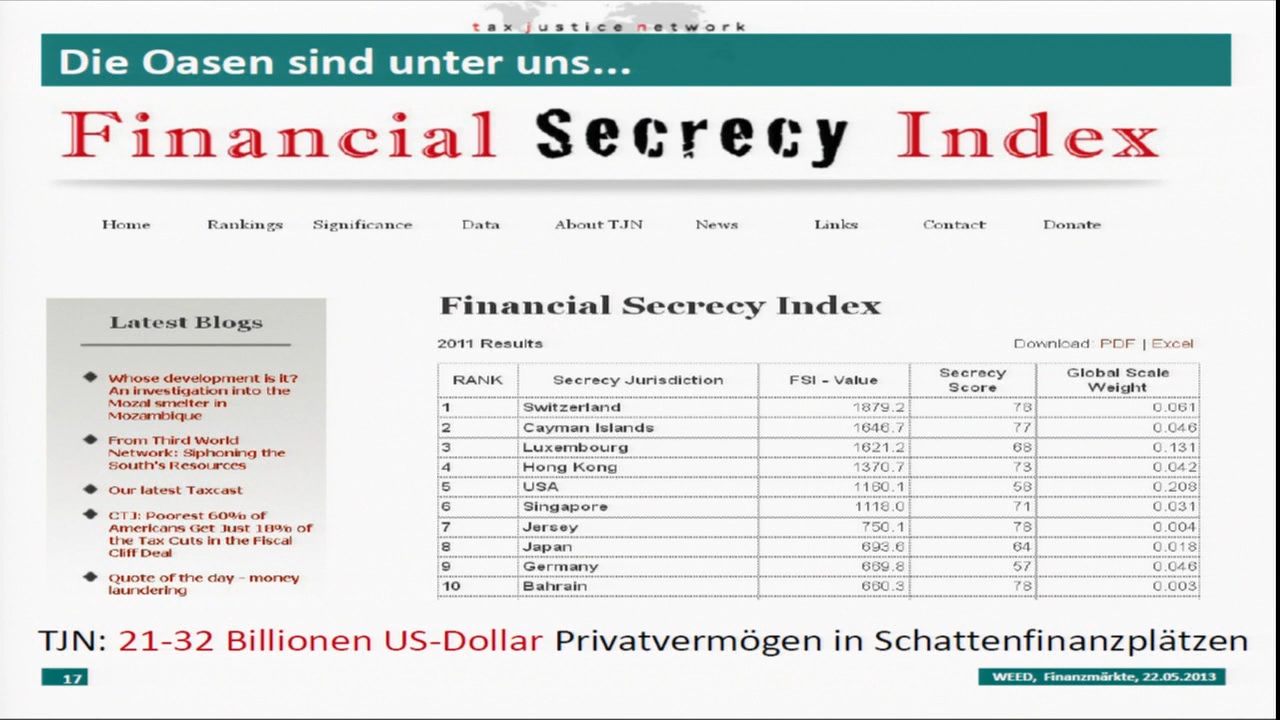 tax justice network
Die Oasen sind unter uns...
Financial Secrecy Index
Home Rankings Significance Data About TJN News Links Contact Donate
Latest Blogs
Whose development is it?
An investigation into the
Mozal smelter in
Mozambique
From Third World
Network: Siphoning the
South's Resources
Our latest Taxcast
CTJ: Poorest 60% of
Americans Get Just 18% of
the Tax Cuts in the Fiscal
Cliff Deal
Quote of the day - money
laundering
Financial Secrecy Index
2011 Results Download: PDF | Excel
RANK Secrecy Jurisdiction FSI - Value Secrecy Score Global Scale Weight
1 Switzerland 1879.2 78 0.061
2 Cayman Islands 1646.7 77 0.046
3 Luxembourg 1621.2 68 0.131
4 Hong Kong 1370.7 73 0.042
5 USA 1160.1 58 0.208
6 Singapore 1118.0 71 0.031
7 Jersey 750.1 78 0.004
8 Japan 693.6 64 0.018
9 Germany 669.8 57 0.046
10 Bahrain 660.3 78 0.003
TJN: 21-32 Billionen US-Dollar Privatvermögen in Schattenfinanzplätzen
17 WEED, Finanzmärkte, 22.05.2013